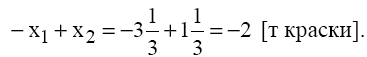 − x₁ + x₂ = −3 1/3 + 1 1/3 = −2 [т краски].